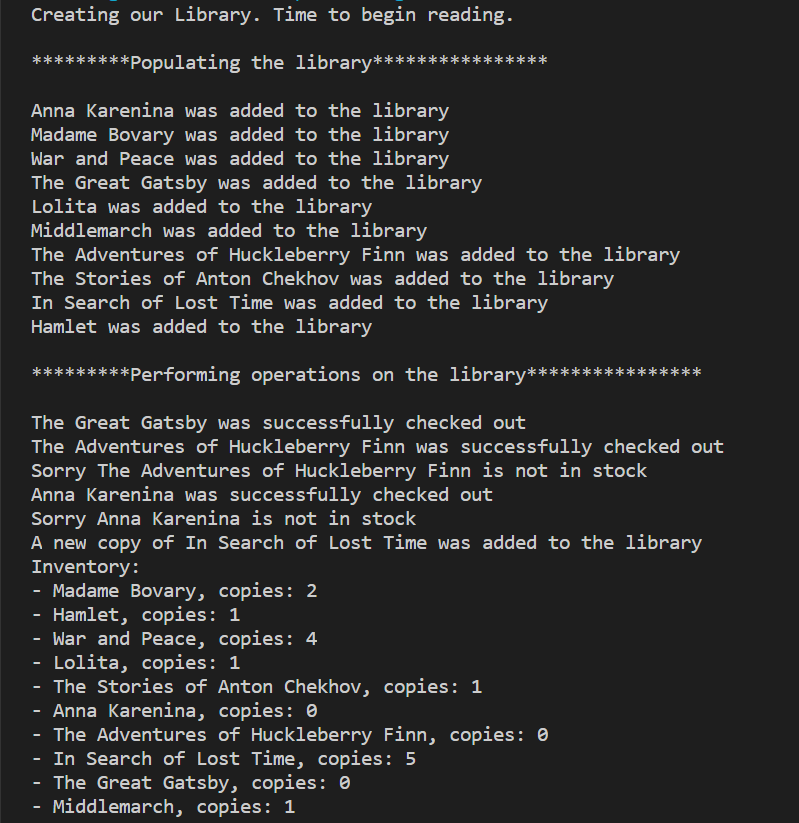 Creating our Library. Time to begin reading.
*********Populating the library****************
Anna Karenina was added to the library
Madame Bovary was added to the library
War and Peace was added to the library
The Great Gatsby was added to the library
Lolita was added to the library
Middlemarch was added to the library
The Adventures of Huckleberry Finn was added to the library
The Stories of Anton Chekhov was added to the library
In Search of Lost Time was added to the library
Hamlet was added to the library
*********Performing operations on the library****************
The Great Gatsby was successfully checked out
The Adventures of Huckleberry Finn was successfully checked out
Sorry The Adventures of Huckleberry Finn is not in stock
Anna Karenina was successfully checked out
Sorry Anna Karenina is not in stock
A new copy of In Search of Lost Time was added to the library
Inventory:
- Madame Bovary, copies: 2
- Hamlet, copies: 1
- War and Peace, copies: 4
- Lolita, copies: 1
- The Stories of Anton Chekhov, copies: 1
- Anna Karenina, copies: 0
- The Adventures of Huckleberry Finn, copies: 0
- In Search of Lost Time, copies: 5
- The Great Gatsby, copies: 0
- Middlemarch, copies: 1